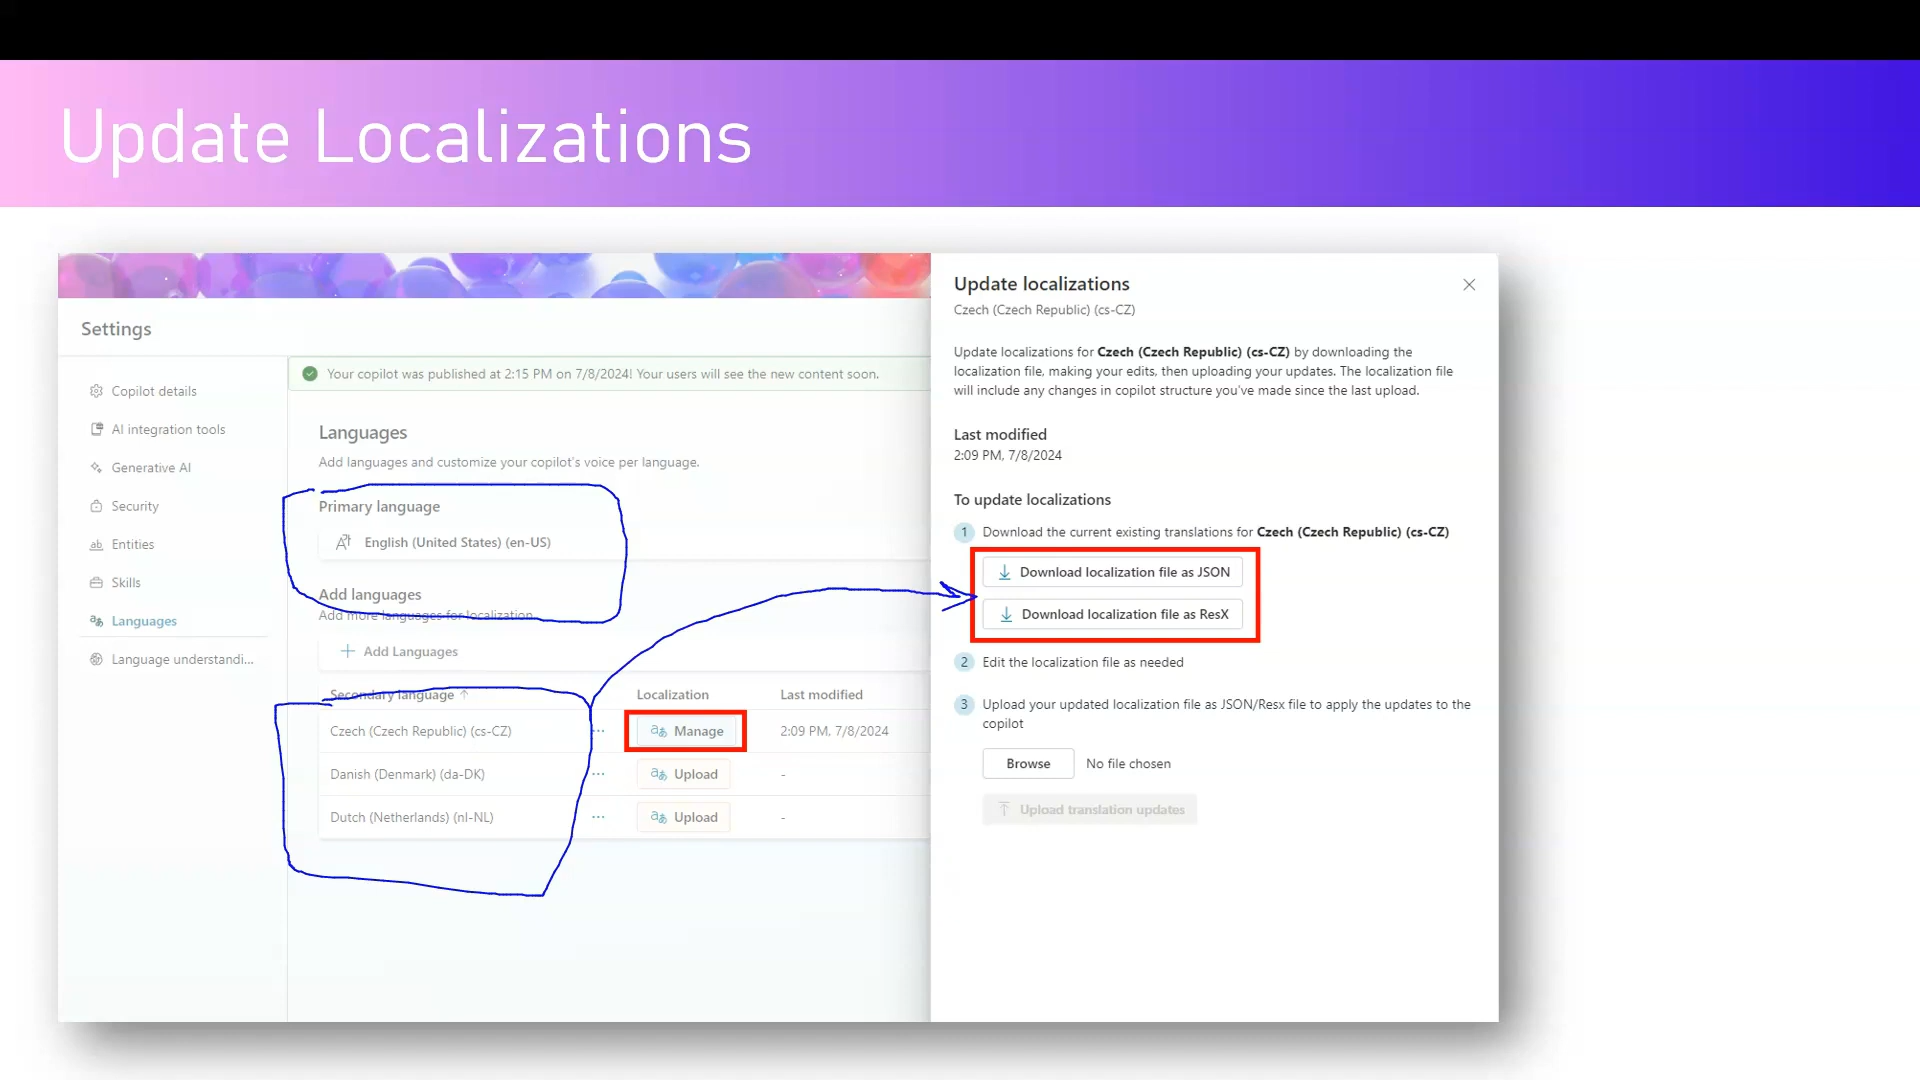 Update Localizations
Settings
Copilot details
AI integration tools
Generative AI
Security
Entities
Skills
Languages
Language understandi...
Your copilot was published at 2:15 PM on 7/8/2024! Your users will see the new content soon.
Languages
Add languages and customize your copilot's voice per language.
Primary language
English (United States) (en-US)
Add languages
Add more languages for localization
+ Add Languages
Secondary language ↑ Localization Last modified
Czech (Czech Republic) (cs-CZ) ... Manage 2:09 PM, 7/8/2024
Danish (Denmark) (da-DK) ... Upload -
Dutch (Netherlands) (nl-NL) ... Upload -
Update localizations
Czech (Czech Republic) (cs-CZ)
Update localizations for Czech (Czech Republic) (cs-CZ) by downloading the
localization file, making your edits, then uploading your updates. The localization file
will include any changes in copilot structure you've made since the last upload.
Last modified
2:09 PM, 7/8/2024
To update localizations
1 Download the current existing translations for Czech (Czech Republic) (cs-CZ)
Download localization file as JSON
Download localization file as ResX
2 Edit the localization file as needed
3 Upload your updated localization file as JSON/Resx file to apply the updates to the
copilot
Browse No file chosen
Upload translation updates